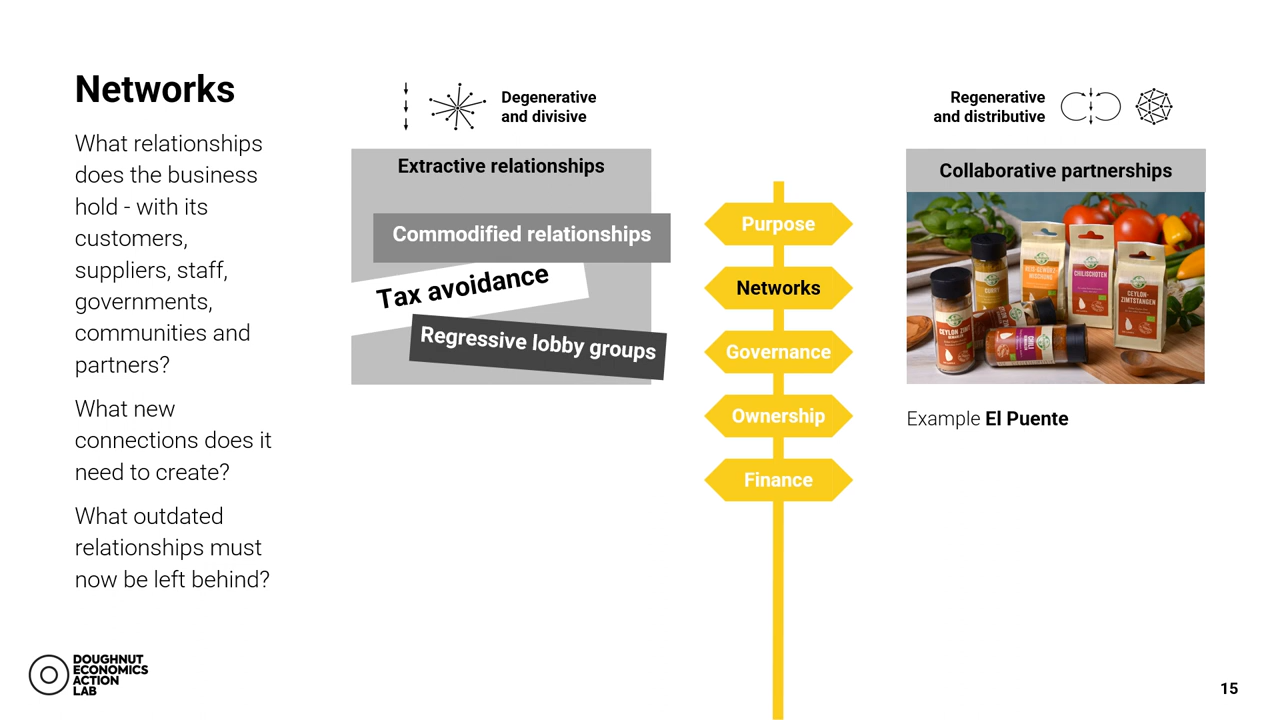 Networks
What relationships
does the business
hold - with its
customers,
suppliers, staff,
governments,
communities and
partners?
What new
connections does it
need to create?
What outdated
relationships must
now be left behind?
Degenerative
and divisive
Extractive relationships
Commodified relationships
Tax avoidance
Regressive lobby groups
Purpose
Networks
Governance
Ownership
Finance
Regenerative
and distributive
Collaborative partnerships
CURRY
CHILISCHOTEN
CEYLON-
ZIMTSTANGEN
CEYLON ZIMT
CHILI
Example El Puente
DOUGHNUT
ECONOMICS
ACTION
LAB
15